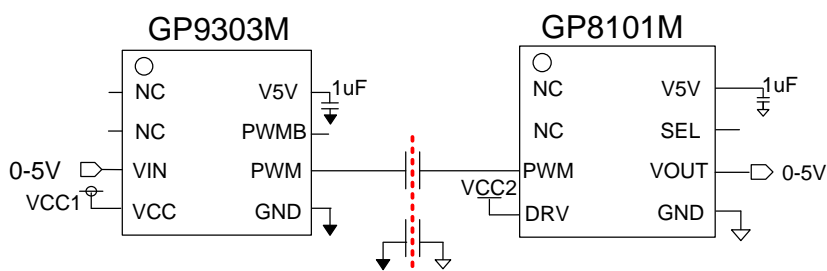 GP9303M
GP8101M
NC
V5V
1uF
NC
PWMB
0-5V
VIN
PWM
VCC1
VCC
GND
NC
V5V
1uF
NC
SEL
PWM
VOUT
0-5V
VCC2
DRV
GND